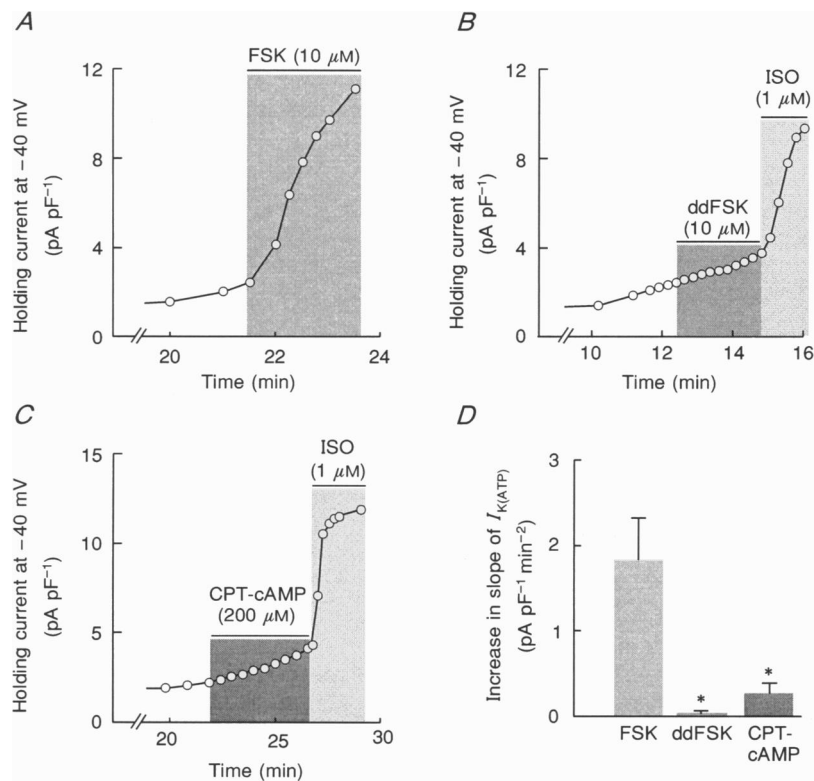 A
FSK (10 μM)
Holding current at −40 mV
(pA pF⁻¹)
12
8
4
0
20
22
24
Time (min)
B
ISO
(1 μM)
ddFSK
(10 μM)
Holding current at −40 mV
(pA pF⁻¹)
12
8
4
0
10
12
14
16
Time (min)
C
ISO
(1 μM)
CPT-cAMP
(200 μM)
Holding current at −40 mV
(pA pF⁻¹)
15
10
5
0
20
25
30
Time (min)
D
Increase in slope of I_K(ATP)
(pA pF⁻¹ min⁻²)
3
2
1
0
*
*
FSK
ddFSK
CPT-
cAMP